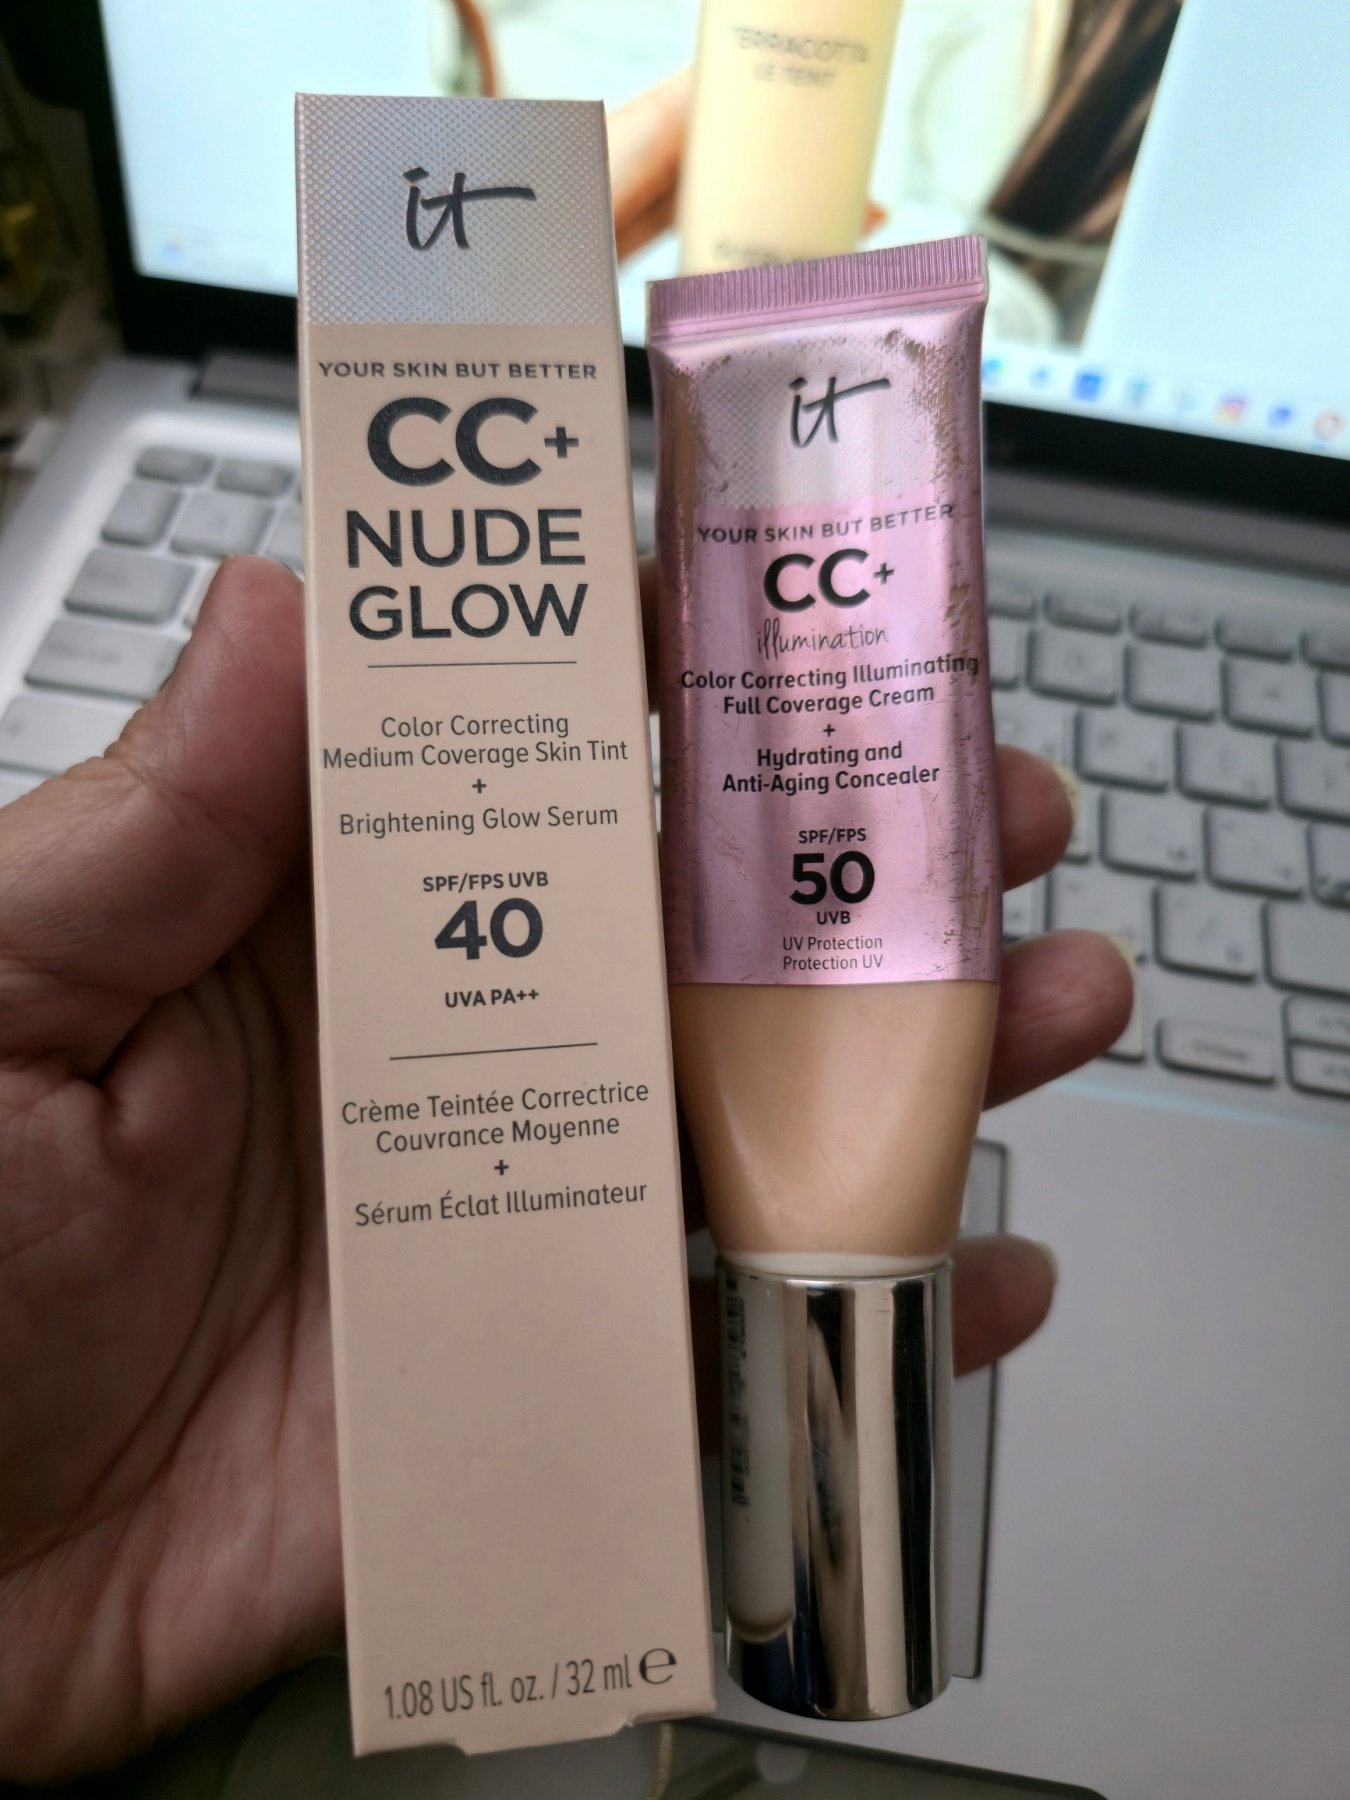 TERRACOTTA
LE TEINT
it
YOUR SKIN BUT BETTER
CC+
NUDE
GLOW
Color Correcting
Medium Coverage Skin Tint
+
Brightening Glow Serum
SPF/FPS UVB
40
UVA PA++
Crème Teintée Correctrice
Couvrance Moyenne
+
Sérum Éclat Illuminateur
1.08 US fl. oz. / 32 ml ℮
it
YOUR SKIN BUT BETTER
CC+
illumination
Color Correcting Illuminating
Full Coverage Cream
+
Hydrating and
Anti-Aging Concealer
SPF/FPS
50
UVB
UV Protection
Protection UV